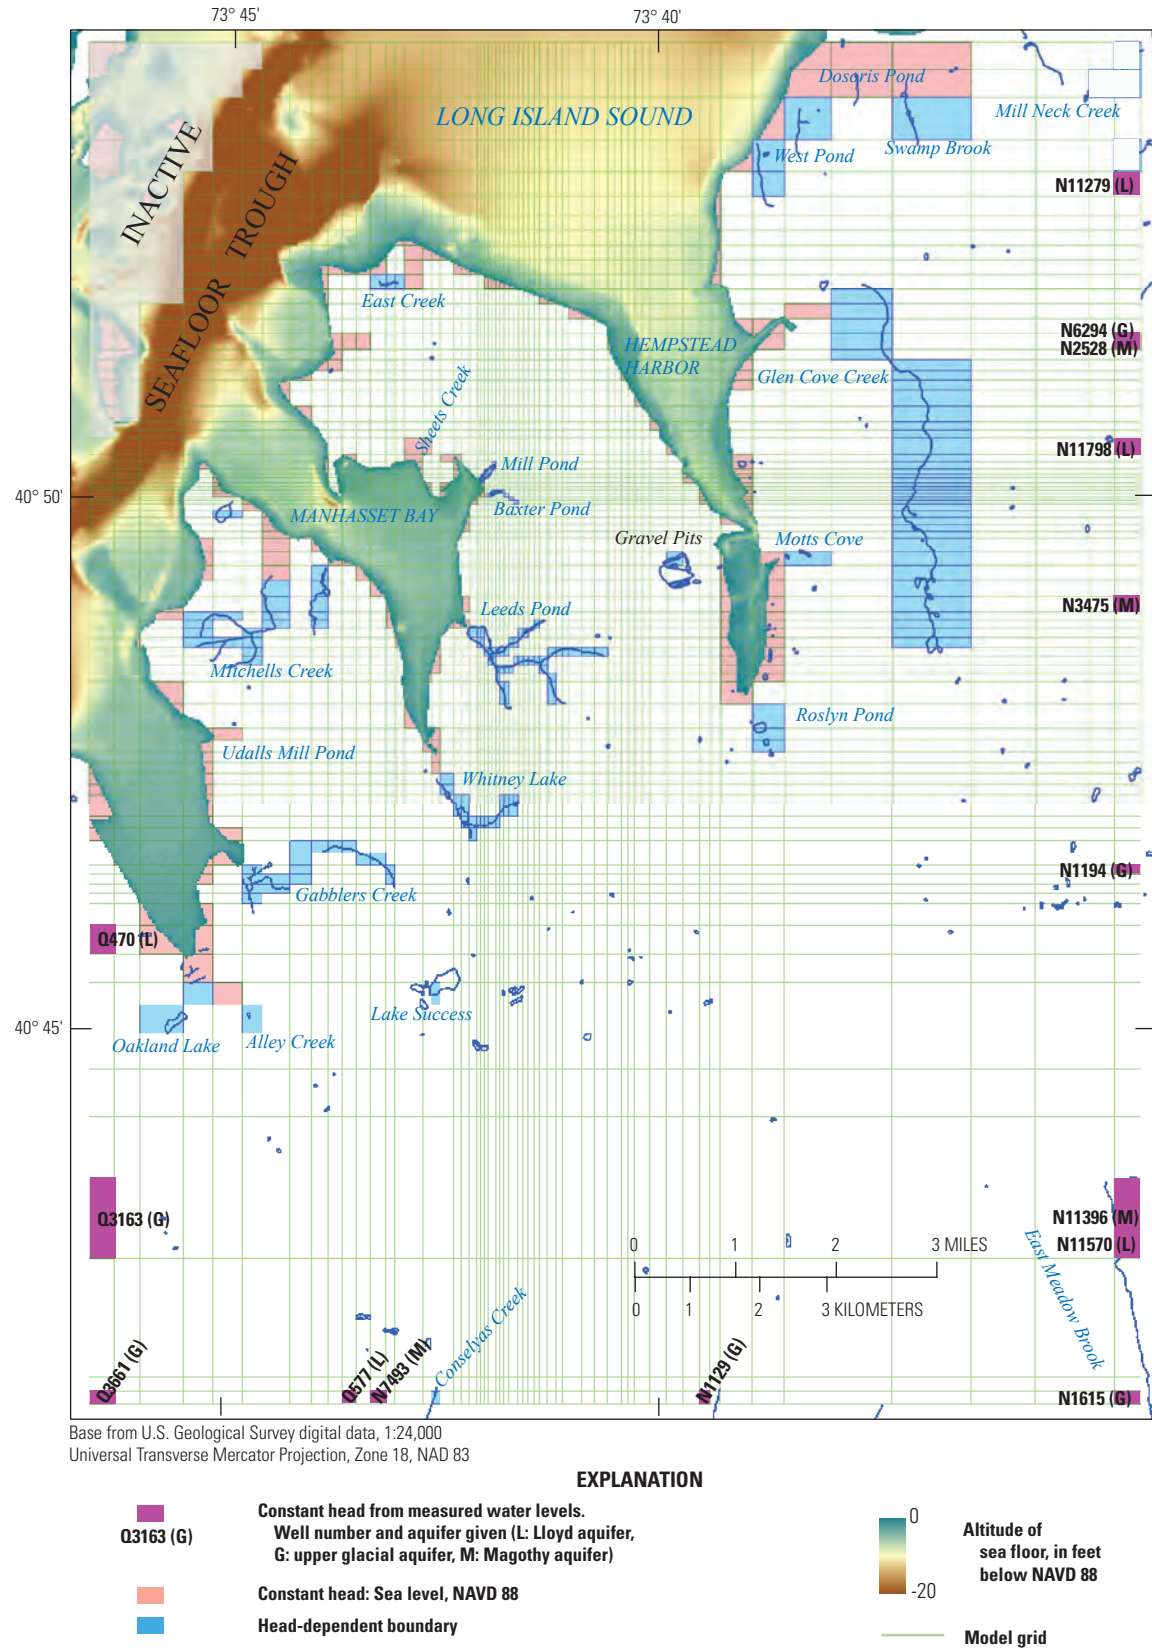 73° 45'
73° 40'
Dosoris Pond
LONG ISLAND SOUND
Mill Neck Creek
INACTIVE
West Pond
Swamp Brook
N11279 (L)
SEAFLOOR TROUGH
East Creek
N6294 (G)
N2528 (M)
HEMPSTEAD
HARBOR
Glen Cove Creek
Sheets Creek
N11798 (L)
Mill Pond
40° 50'
Baxter Pond
MANHASSET BAY
Gravel Pits
Motts Cove
Leeds Pond
N3475 (M)
Mitchells Creek
Roslyn Pond
Udalls Mill Pond
Whitney Lake
N1194 (G)
Gabblers Creek
Q470 (L)
Lake Success
40° 45'
Oakland Lake
Alley Creek
Q3163 (G)
N11396 (M)
N11570 (L)
0 1 2 3 MILES
0 1 2 3 KILOMETERS
East Meadow Brook
Conselyas Creek
Q3661 (G)
Q577 (L)
N7493 (M)
N1129 (G)
N1615 (G)
Base from U.S. Geological Survey digital data, 1:24,000
Universal Transverse Mercator Projection, Zone 18, NAD 83
EXPLANATION
Constant head from measured water levels.
Q3163 (G)
Well number and aquifer given (L: Lloyd aquifer,
G: upper glacial aquifer, M: Magothy aquifer)
Constant head: Sea level, NAVD 88
Head-dependent boundary
0
-20
Altitude of
sea floor, in feet
below NAVD 88
Model grid